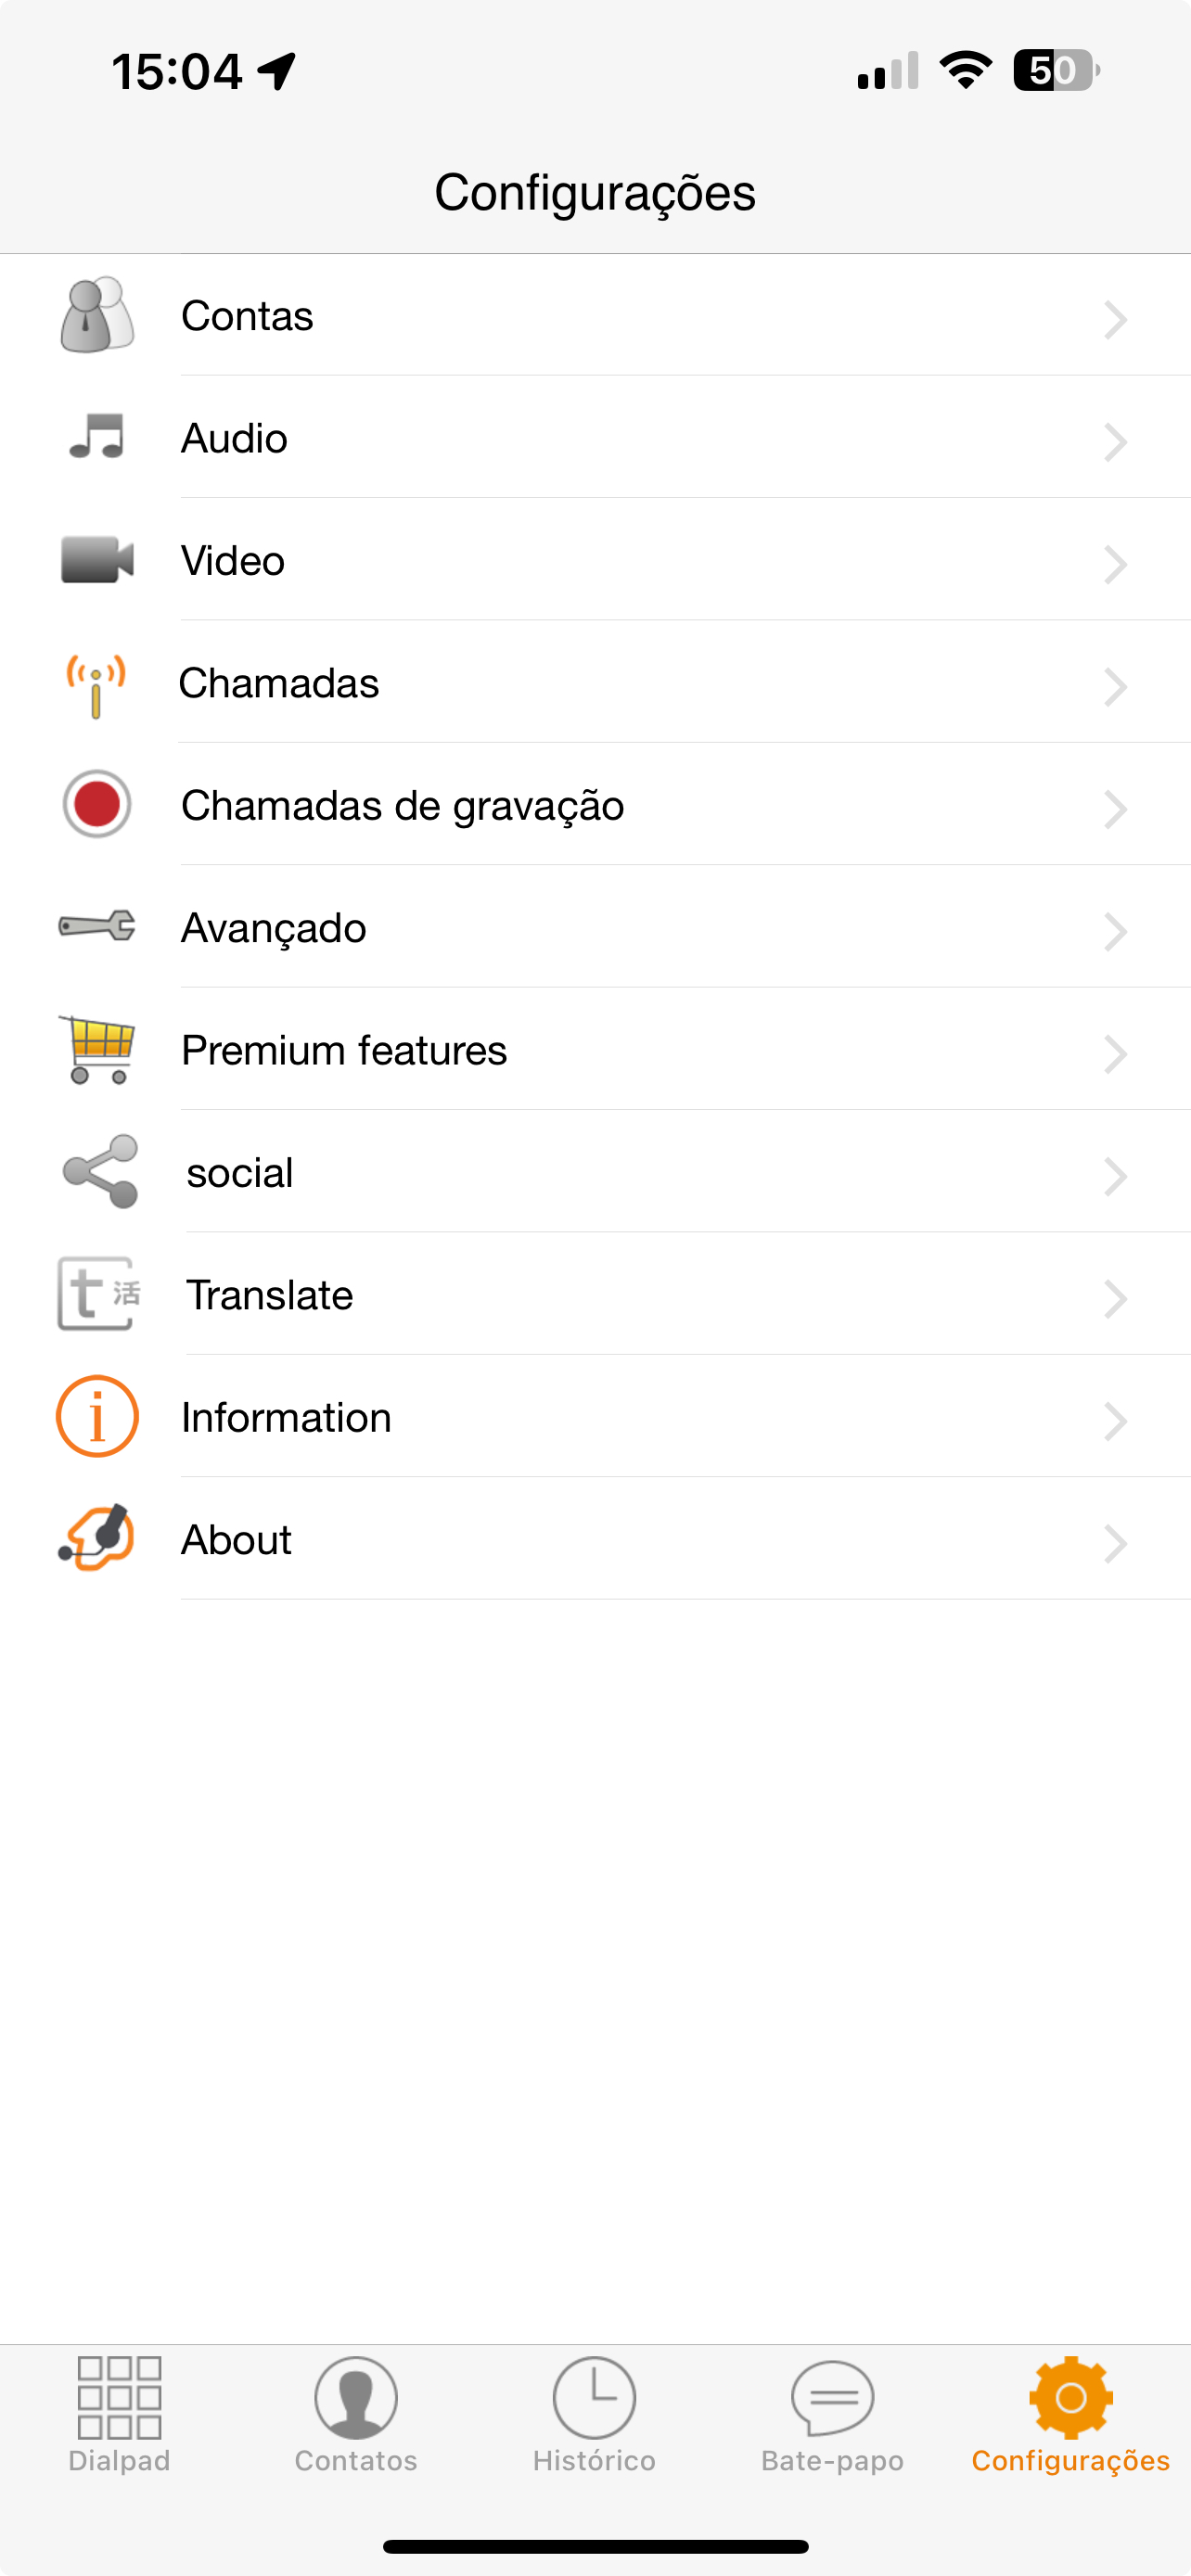 15:04
50
Configurações
Contas
Audio
Video
Chamadas
Chamadas de gravação
Avançado
Premium features
social
t 活
Translate
i
Information
About
Dialpad
Contatos
Histórico
Bate-papo
Configurações